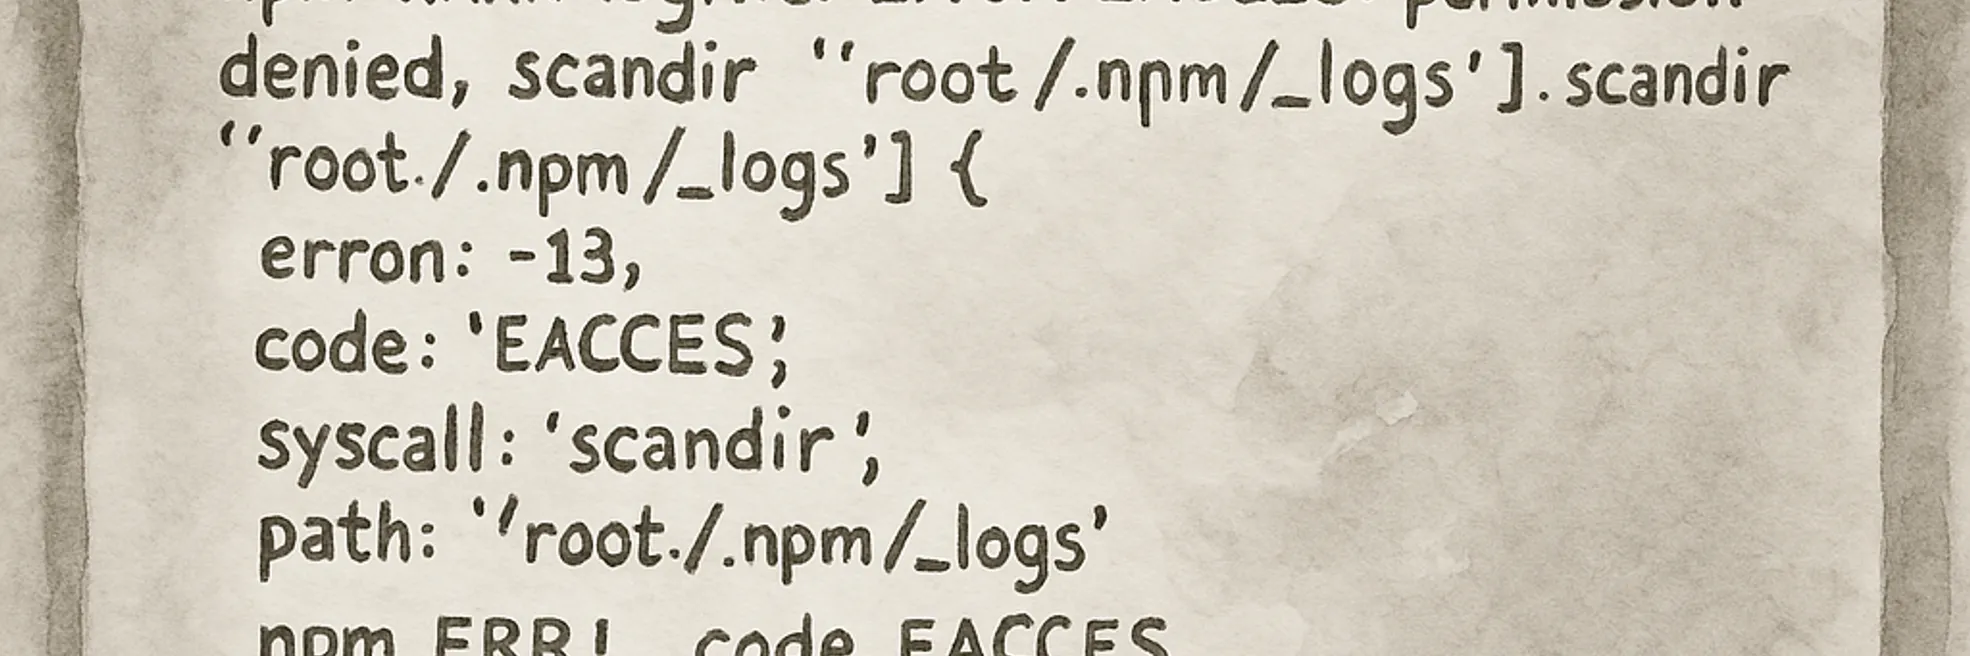 permission
denied, scandir ''root/.npm/_logs'].scandir
''root./.npm/_logs'] {
erron: -13,
code: 'EACCES';
syscall: 'scandir';
path: ''root./.npm/_logs'
npm ERR! code EACCES